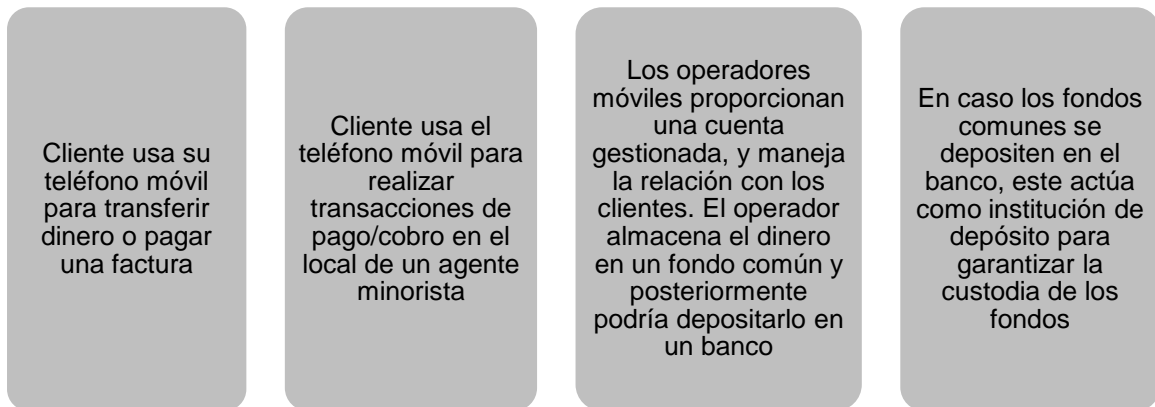 Cliente usa su
teléfono móvil
para transferir
dinero o pagar
una factura
Cliente usa el
teléfono móvil para
realizar
transacciones de
pago/cobro en el
local de un agente
minorista
Los operadores
móviles proporcionan
una cuenta
gestionada, y maneja
la relación con los
clientes. El operador
almacena el dinero
en un fondo común y
posteriormente
podría depositarlo en
un banco
En caso los fondos
comunes se
depositen en el
banco, este actúa
como institución de
depósito para
garantizar la
custodia de los
fondos